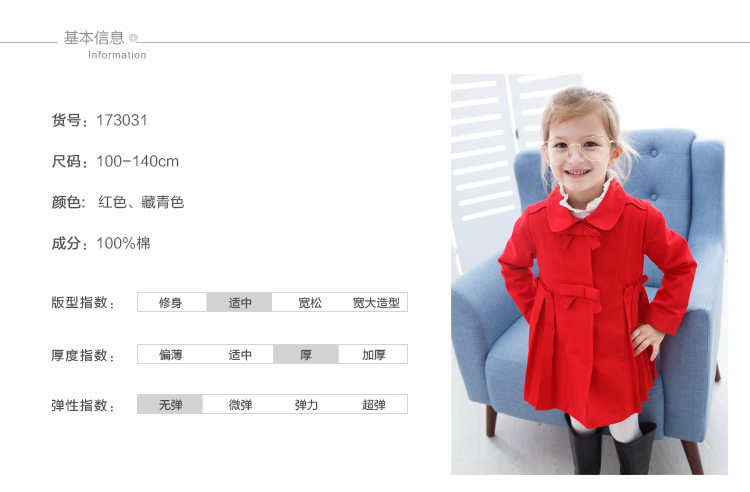 基本信息
Information
货号：173031
尺码：100-140cm
颜色： 红色、藏青色
成分：100%棉
版型指数： 修身 适中 宽松 宽大造型
厚度指数： 偏薄 适中 厚 加厚
弹性指数： 无弹 微弹 弹力 超弹